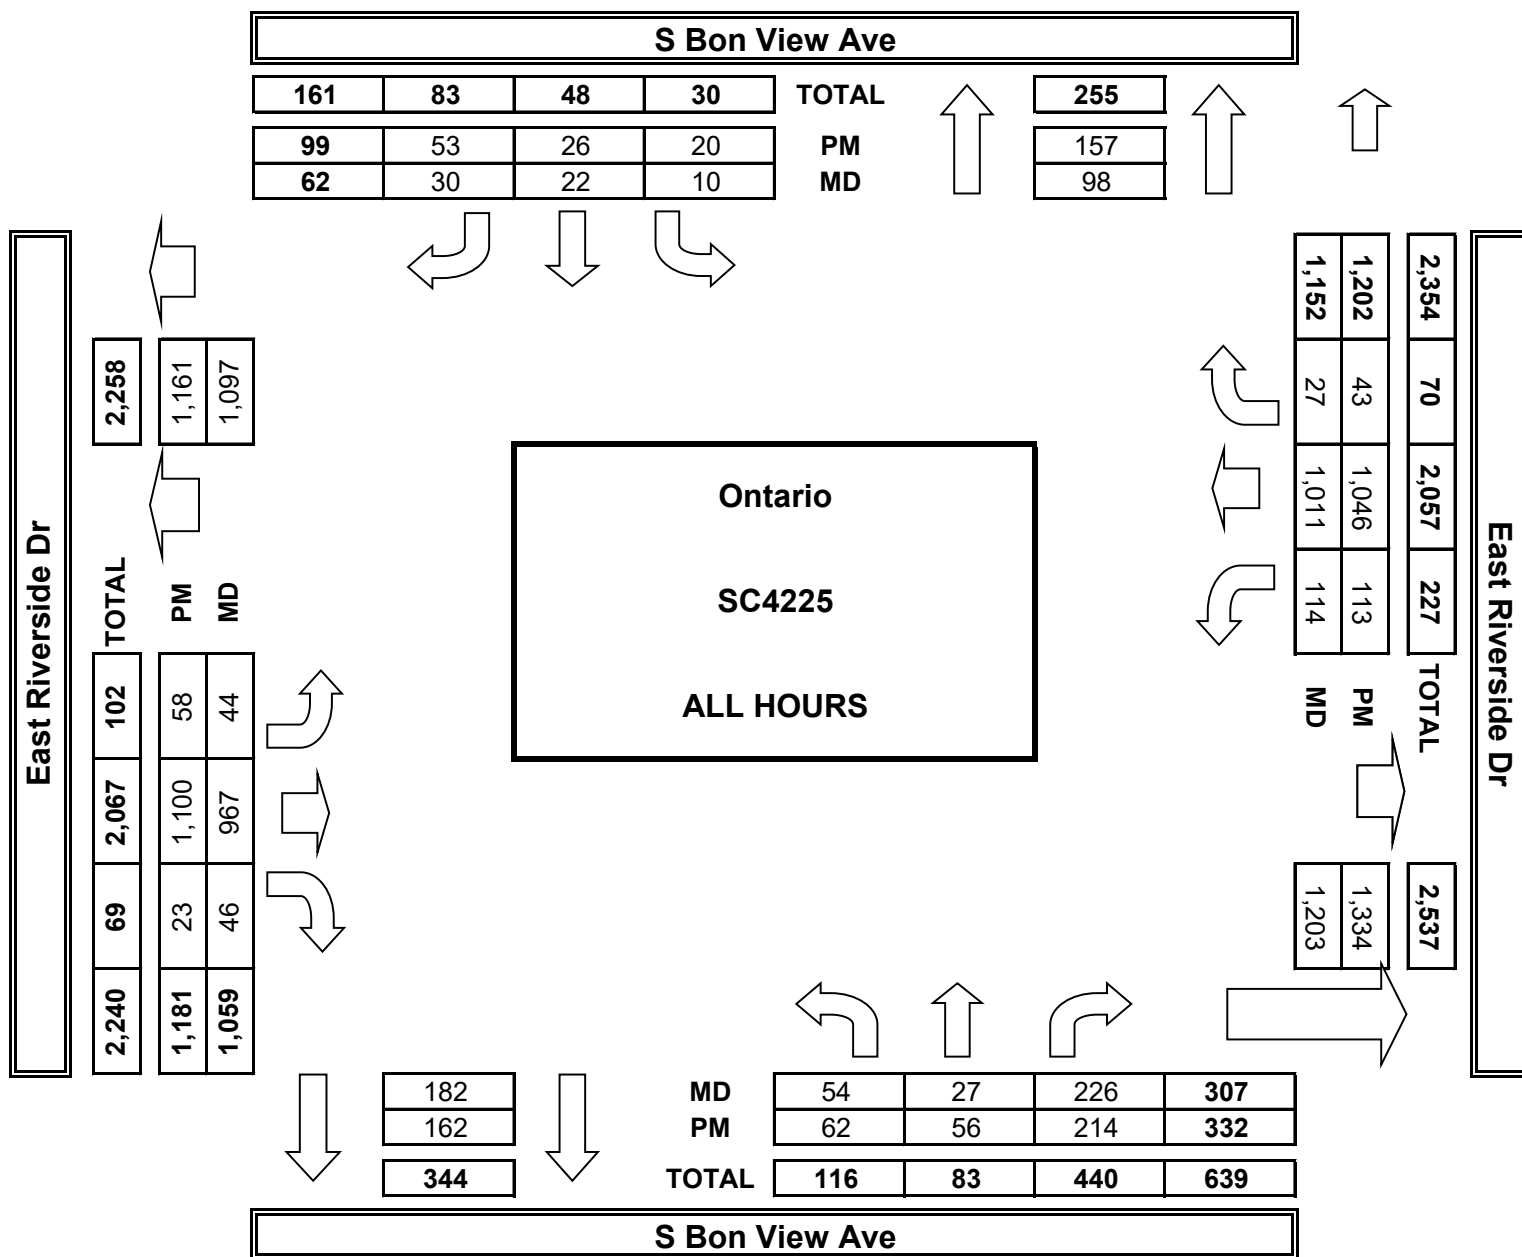 S Bon View Ave
161 83 48 30 TOTAL 255
99 53 26 20 PM 157
62 30 22 10 MD 98
East Riverside Dr
2,258 1,161 1,097
TOTAL PM MD
102 58 44
2,067 1,100 967
69 23 46
2,240 1,181 1,059
Ontario
SC4225
ALL HOURS
1,152 1,202 2,354
27 43 70
1,011 1,046 2,057
114 113 227
MD PM TOTAL
1,203 1,334 2,537
East Riverside Dr
182 MD 54 27 226 307
162 PM 62 56 214 332
344 TOTAL 116 83 440 639
S Bon View Ave